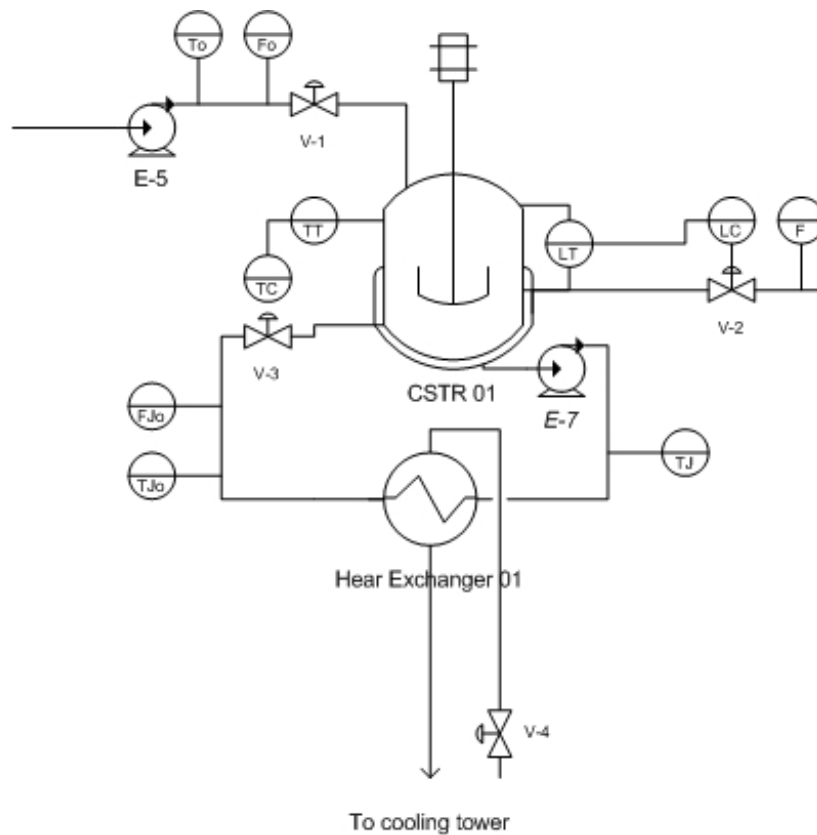 To
Fo
V-1
E-5
TT
LT
LC
F
TC
V-2
V-3
CSTR 01
E-7
FJo
TJo
TJ
Hear Exchanger 01
V-4
To cooling tower